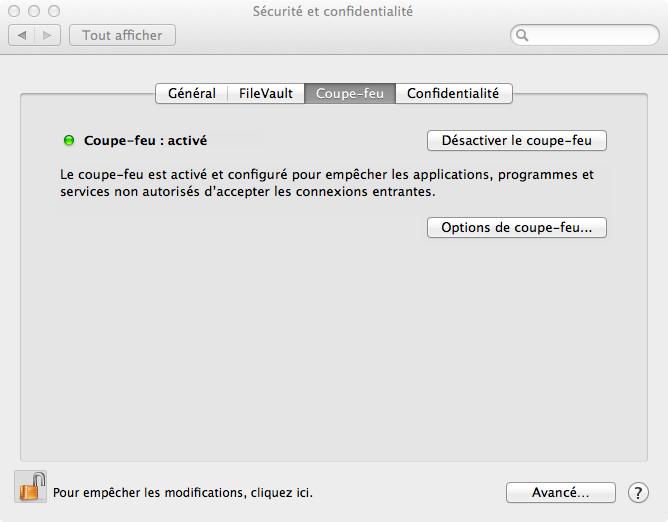 Sécurité et confidentialité
Tout afficher
Général FileVault Coupe-feu Confidentialité
Coupe-feu : activé
Désactiver le coupe-feu
Le coupe-feu est activé et configuré pour empêcher les applications, programmes et
services non autorisés d'accepter les connexions entrantes.
Options de coupe-feu...
Pour empêcher les modifications, cliquez ici.
Avancé...
?